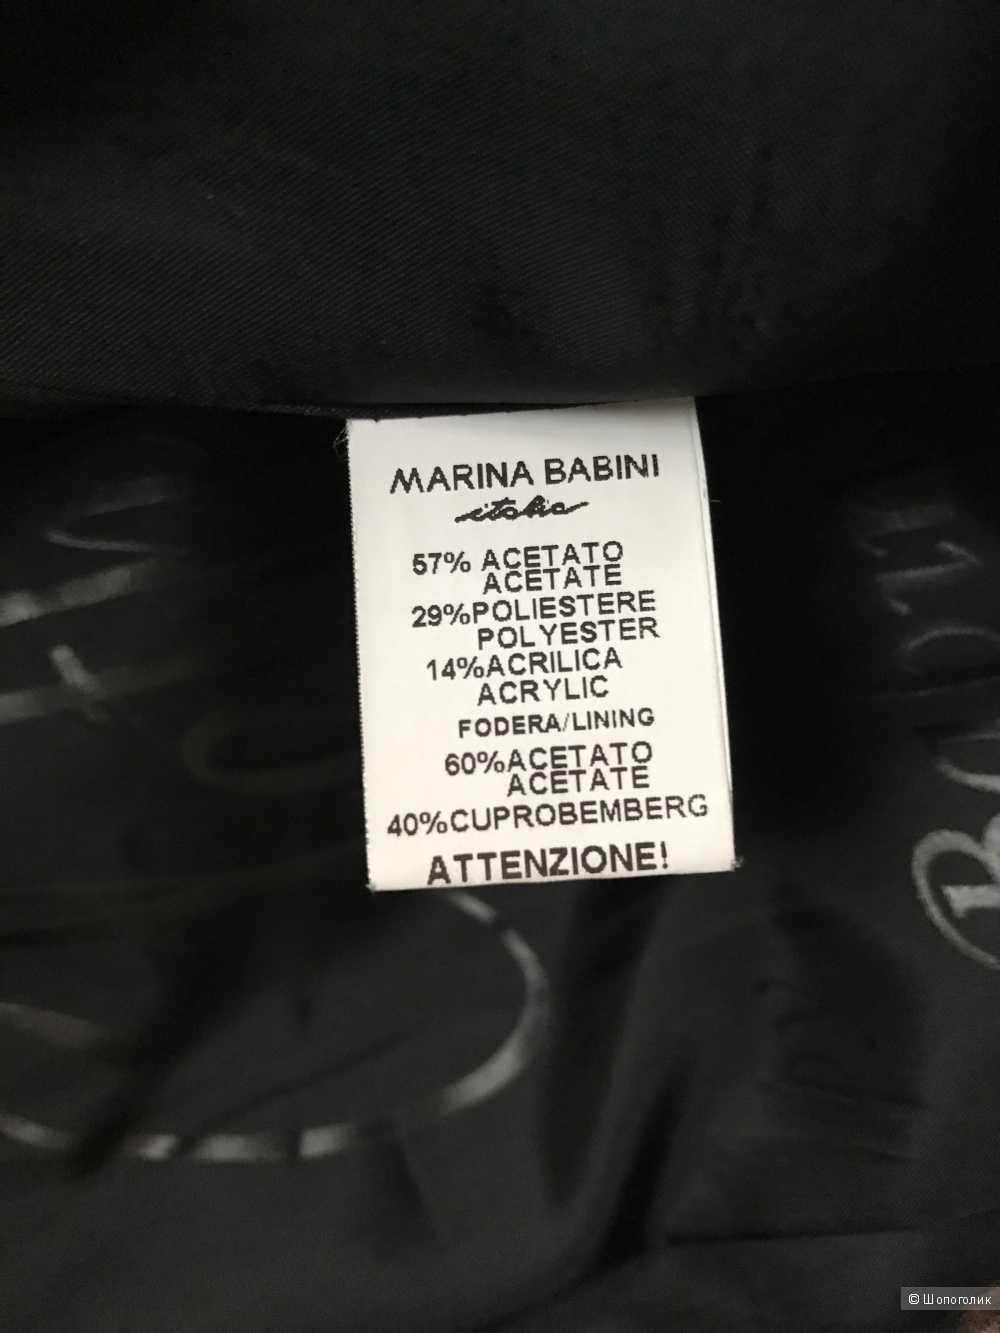 MARINA BABINI
italia
57% ACETATO
ACETATE
29%POLIESTERE
POLYESTER
14%ACRILICA
ACRYLIC
FODERA/LINING
60%ACETATO
ACETATE
40%CUPROBEMBERG
ATTENZIONE!
© Шопоголик